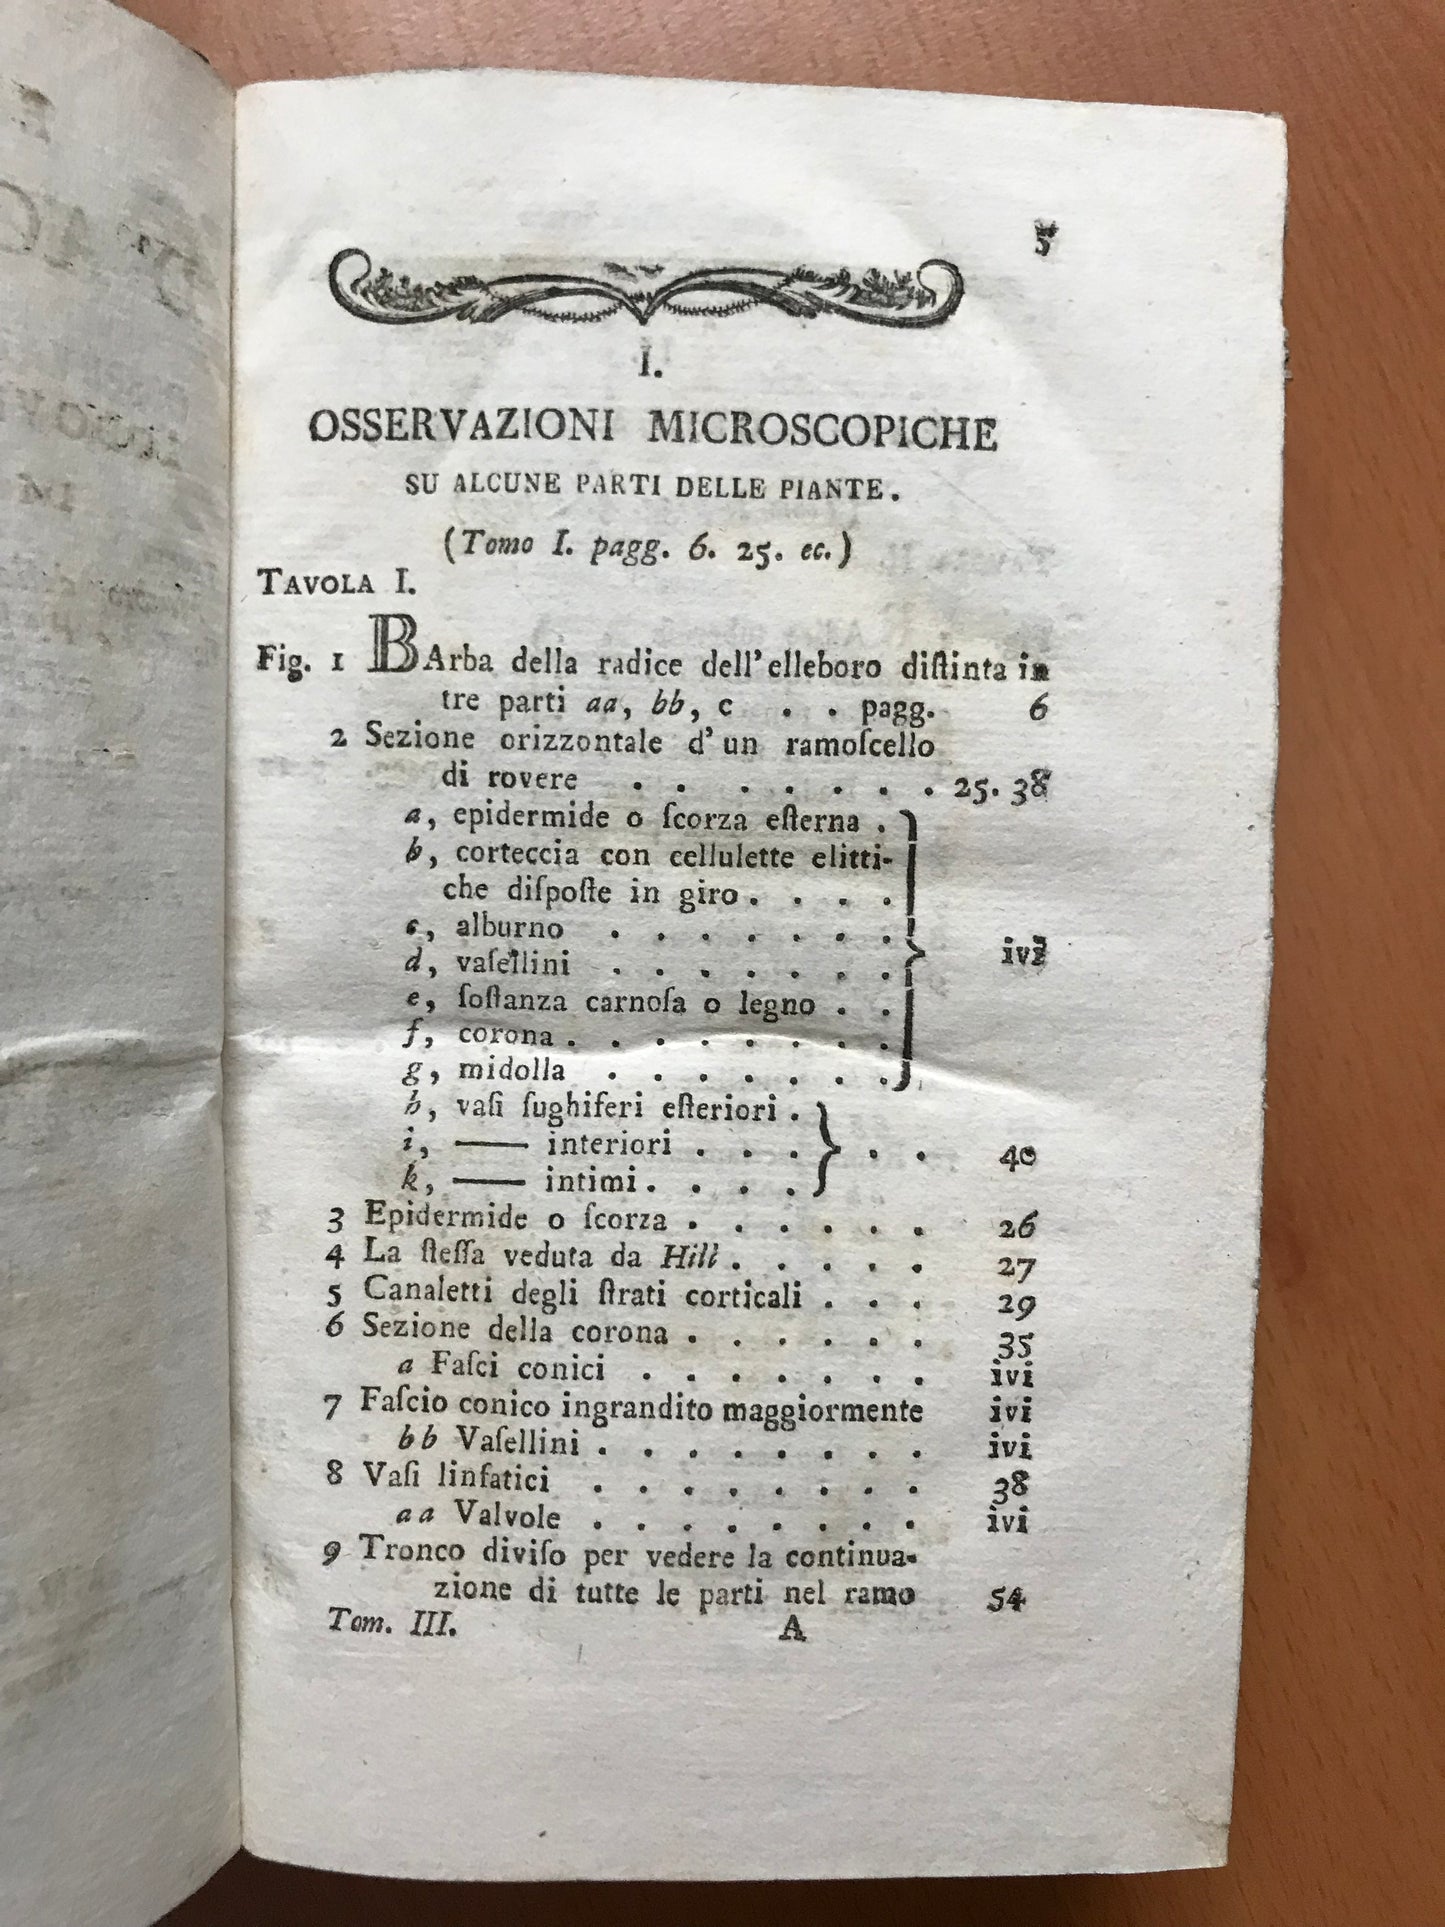 5
I.
OSSERVAZIONI MICROSCOPICHE
SU ALCUNE PARTI DELLE PIANTE.
(Tomo I. pagg. 6. 25. ec.)
TAVOLA I.
Fig. 1 BArba della radice dell'elleboro diſtinta in
tre parti aa, bb, c . . pagg. 6
2 Sezione orizzontale d'un ramoſcello
di rovere . . . . . . . 25. 38
a, epidermide o ſcorza eſterna .
b, corteccia con cellulette elitti-
che diſpoſte in giro . . . .
c, alburno . . . . . . .
d, vaſellini . . . . . . . ivi
e, ſoſtanza carnoſa o legno . .
f, corona . . . . . . . .
g, midolla . . . . . . .
h, vaſi ſughiferi eſteriori .
i, —— interiori . . . } . . 40
k, —— intimi . . . .
3 Epidermide o ſcorza . . . . . . 26
4 La ſteſſa veduta da Hill . . . . . 27
5 Canaletti degli ſtrati corticali . . . 29
6 Sezione della corona . . . . . . 35
a Faſci conici . . . . . . . ivi
7 Faſcio conico ingrandito maggiormente ivi
bb Vaſellini . . . . . . . . ivi
8 Vaſi linfatici . . . . . . . . 38
aa Valvole . . . . . . . . ivi
9 Tronco diviſo per vedere la continua-
zione di tutte le parti nel ramo 54
Tom. III. A